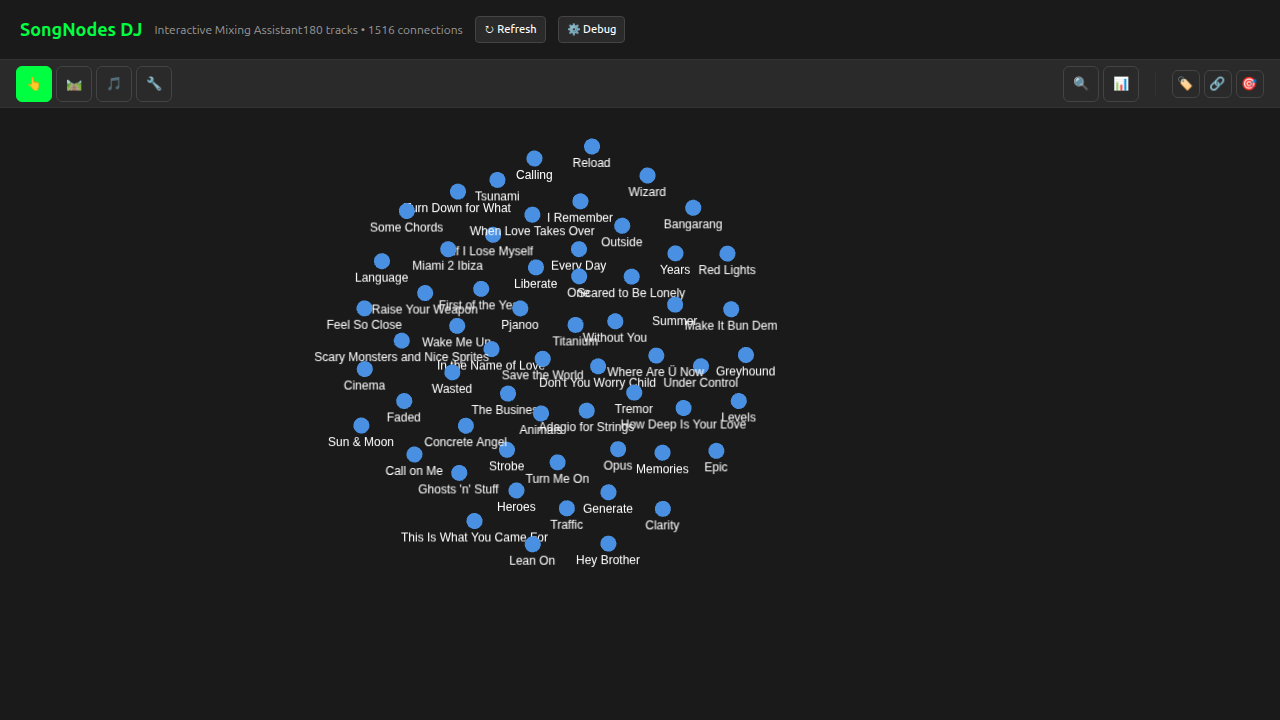 SongNodes DJ
Interactive Mixing Assistant180 tracks • 1516 connections
↻ Refresh
⚙️ Debug
Reload
Calling
Wizard
Tsunami
Turn Down for What
I Remember
Bangarang
Some Chords
When Love Takes Over
Outside
If I Lose Myself
Miami 2 Ibiza
Every Day
Years
Red Lights
Language
Liberate
One
Scared to Be Lonely
First of the Year
Raise Your Weapon
Summer
Feel So Close
Pjanoo
Make It Bun Dem
Titanium
Without You
Wake Me Up
Scary Monsters and Nice Sprites
In the Name of Love
Save the World
Where Are Ü Now
Greyhound
Cinema
Wasted
Don't You Worry Child
Under Control
The Business
Tremor
Faded
Levels
Animals
Adagio for Strings
How Deep Is Your Love
Sun & Moon
Concrete Angel
Call on Me
Strobe
Opus
Memories
Epic
Turn Me On
Ghosts 'n' Stuff
Heroes
Generate
Traffic
Clarity
This Is What You Came For
Lean On
Hey Brother